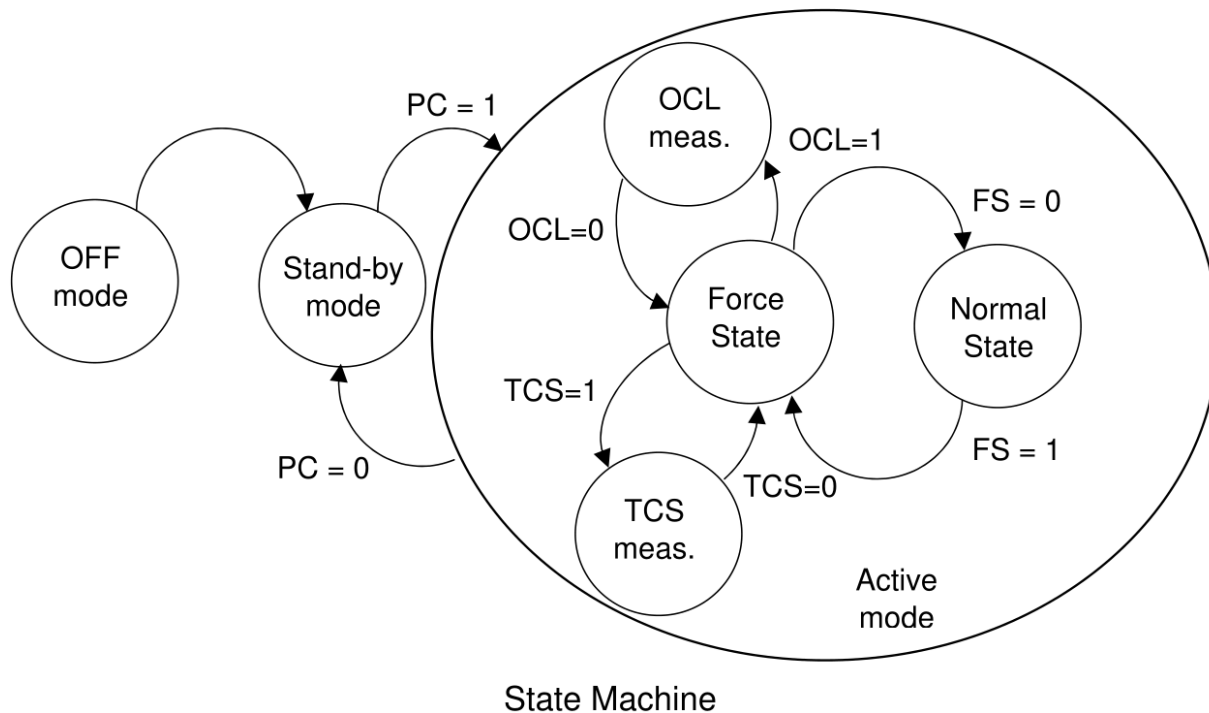 PC = 1
OCL
meas.
OCL=1
FS = 0
OCL=0
OFF
mode
Stand-by
mode
Force
State
Normal
State
TCS=1
PC = 0
TCS=0
FS = 1
TCS
meas.
Active
mode
State Machine